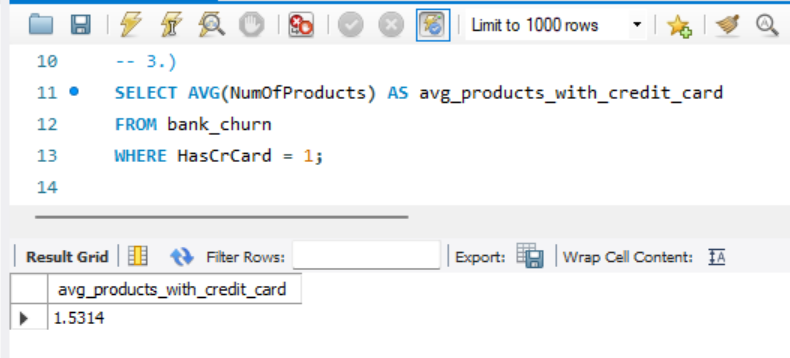 Limit to 1000 rows
10 -- 3.)
11 SELECT AVG(NumOfProducts) AS avg_products_with_credit_card
12 FROM bank_churn
13 WHERE HasCrCard = 1;
14
Result Grid Filter Rows: Export: Wrap Cell Content: IA
avg_products_with_credit_card
1.5314